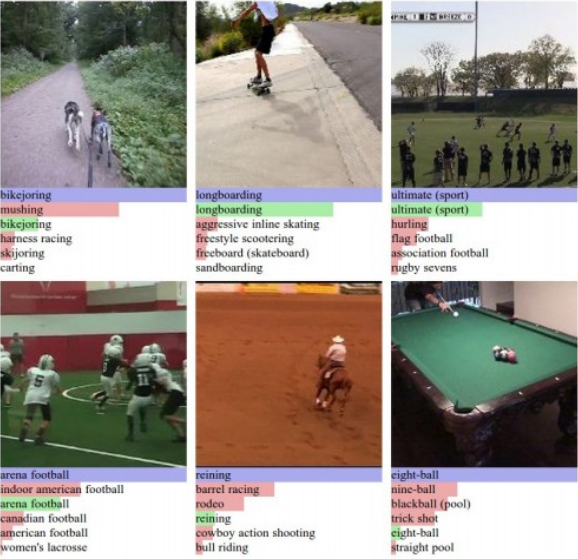 bikejoring
mushing
bikejoring
harness racing
skijoring
carting
longboarding
longboarding
aggressive inline skating
freestyle scootering
freeboard (skateboard)
sandboarding
BREEZE
ultimate (sport)
ultimate (sport)
hurling
flag football
association football
rugby sevens
5
11
arena football
indoor american football
arena football
canadian football
american football
women's lacrosse
reining
barrel racing
rodeo
reining
cowboy action shooting
bull riding
eight-ball
nine-ball
blackball (pool)
trick shot
eight-ball
straight pool